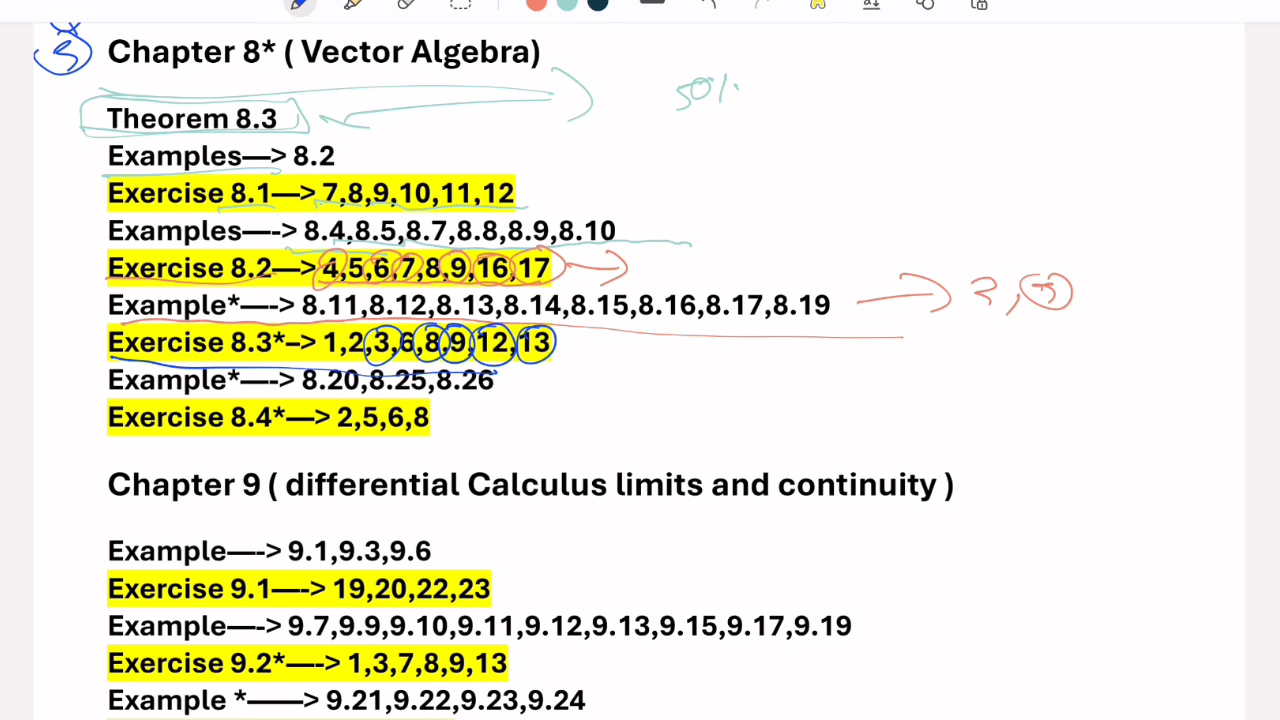 Chapter 8* ( Vector Algebra)
50%
Theorem 8.3
Examples—> 8.2
Exercise 8.1—> 7,8,9,10,11,12
Examples—-> 8.4,8.5,8.7,8.8,8.9,8.10
Exercise 8.2—> 4,5,6,7,8,9,16,17
Example*—-> 8.11,8.12,8.13,8.14,8.15,8.16,8.17,8.19
Exercise 8.3*–> 1,2,3,6,8,9,12,13
Example*—-> 8.20,8.25,8.26
Exercise 8.4*—> 2,5,6,8
Chapter 9 ( differential Calculus limits and continuity )
Example—-> 9.1,9.3,9.6
Exercise 9.1—-> 19,20,22,23
Example—-> 9.7,9.9,9.10,9.11,9.12,9.13,9.15,9.17,9.19
Exercise 9.2*—-> 1,3,7,8,9,13
Example *——> 9.21,9.22,9.23,9.24